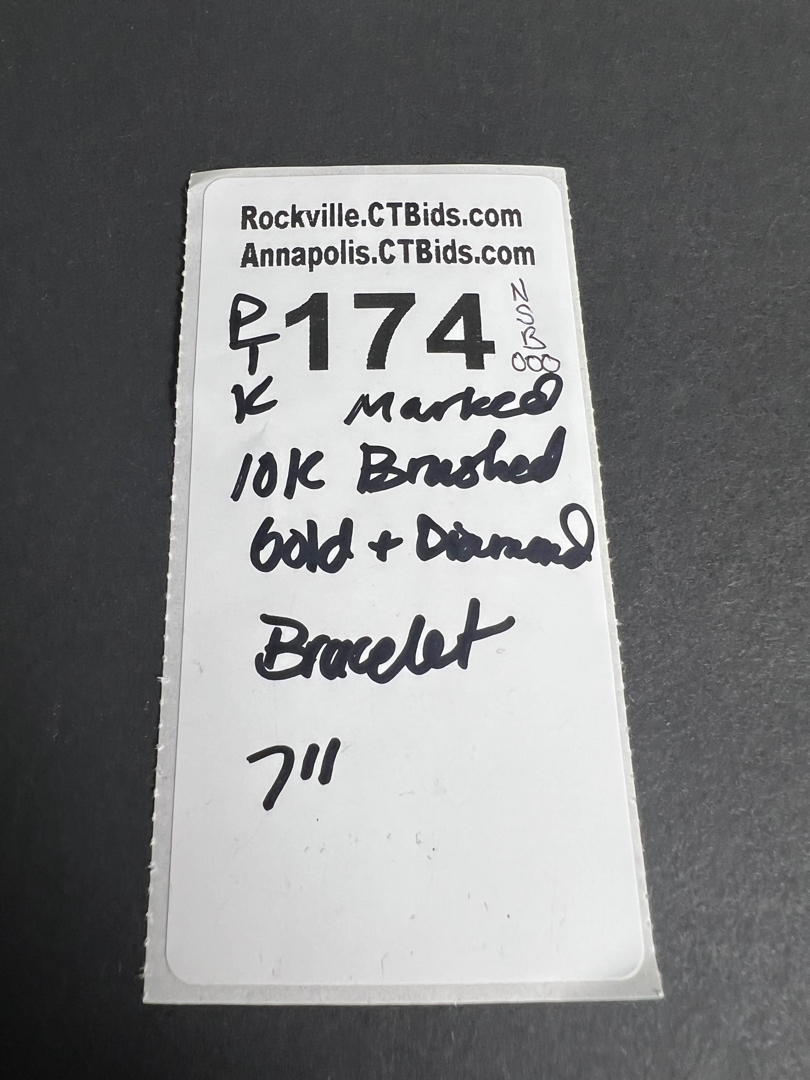 Rockville.CTBids.com
Annapolis.CTBids.com
174
K Marked
10K Brushed
Gold + Diamond
Bracelet
7"